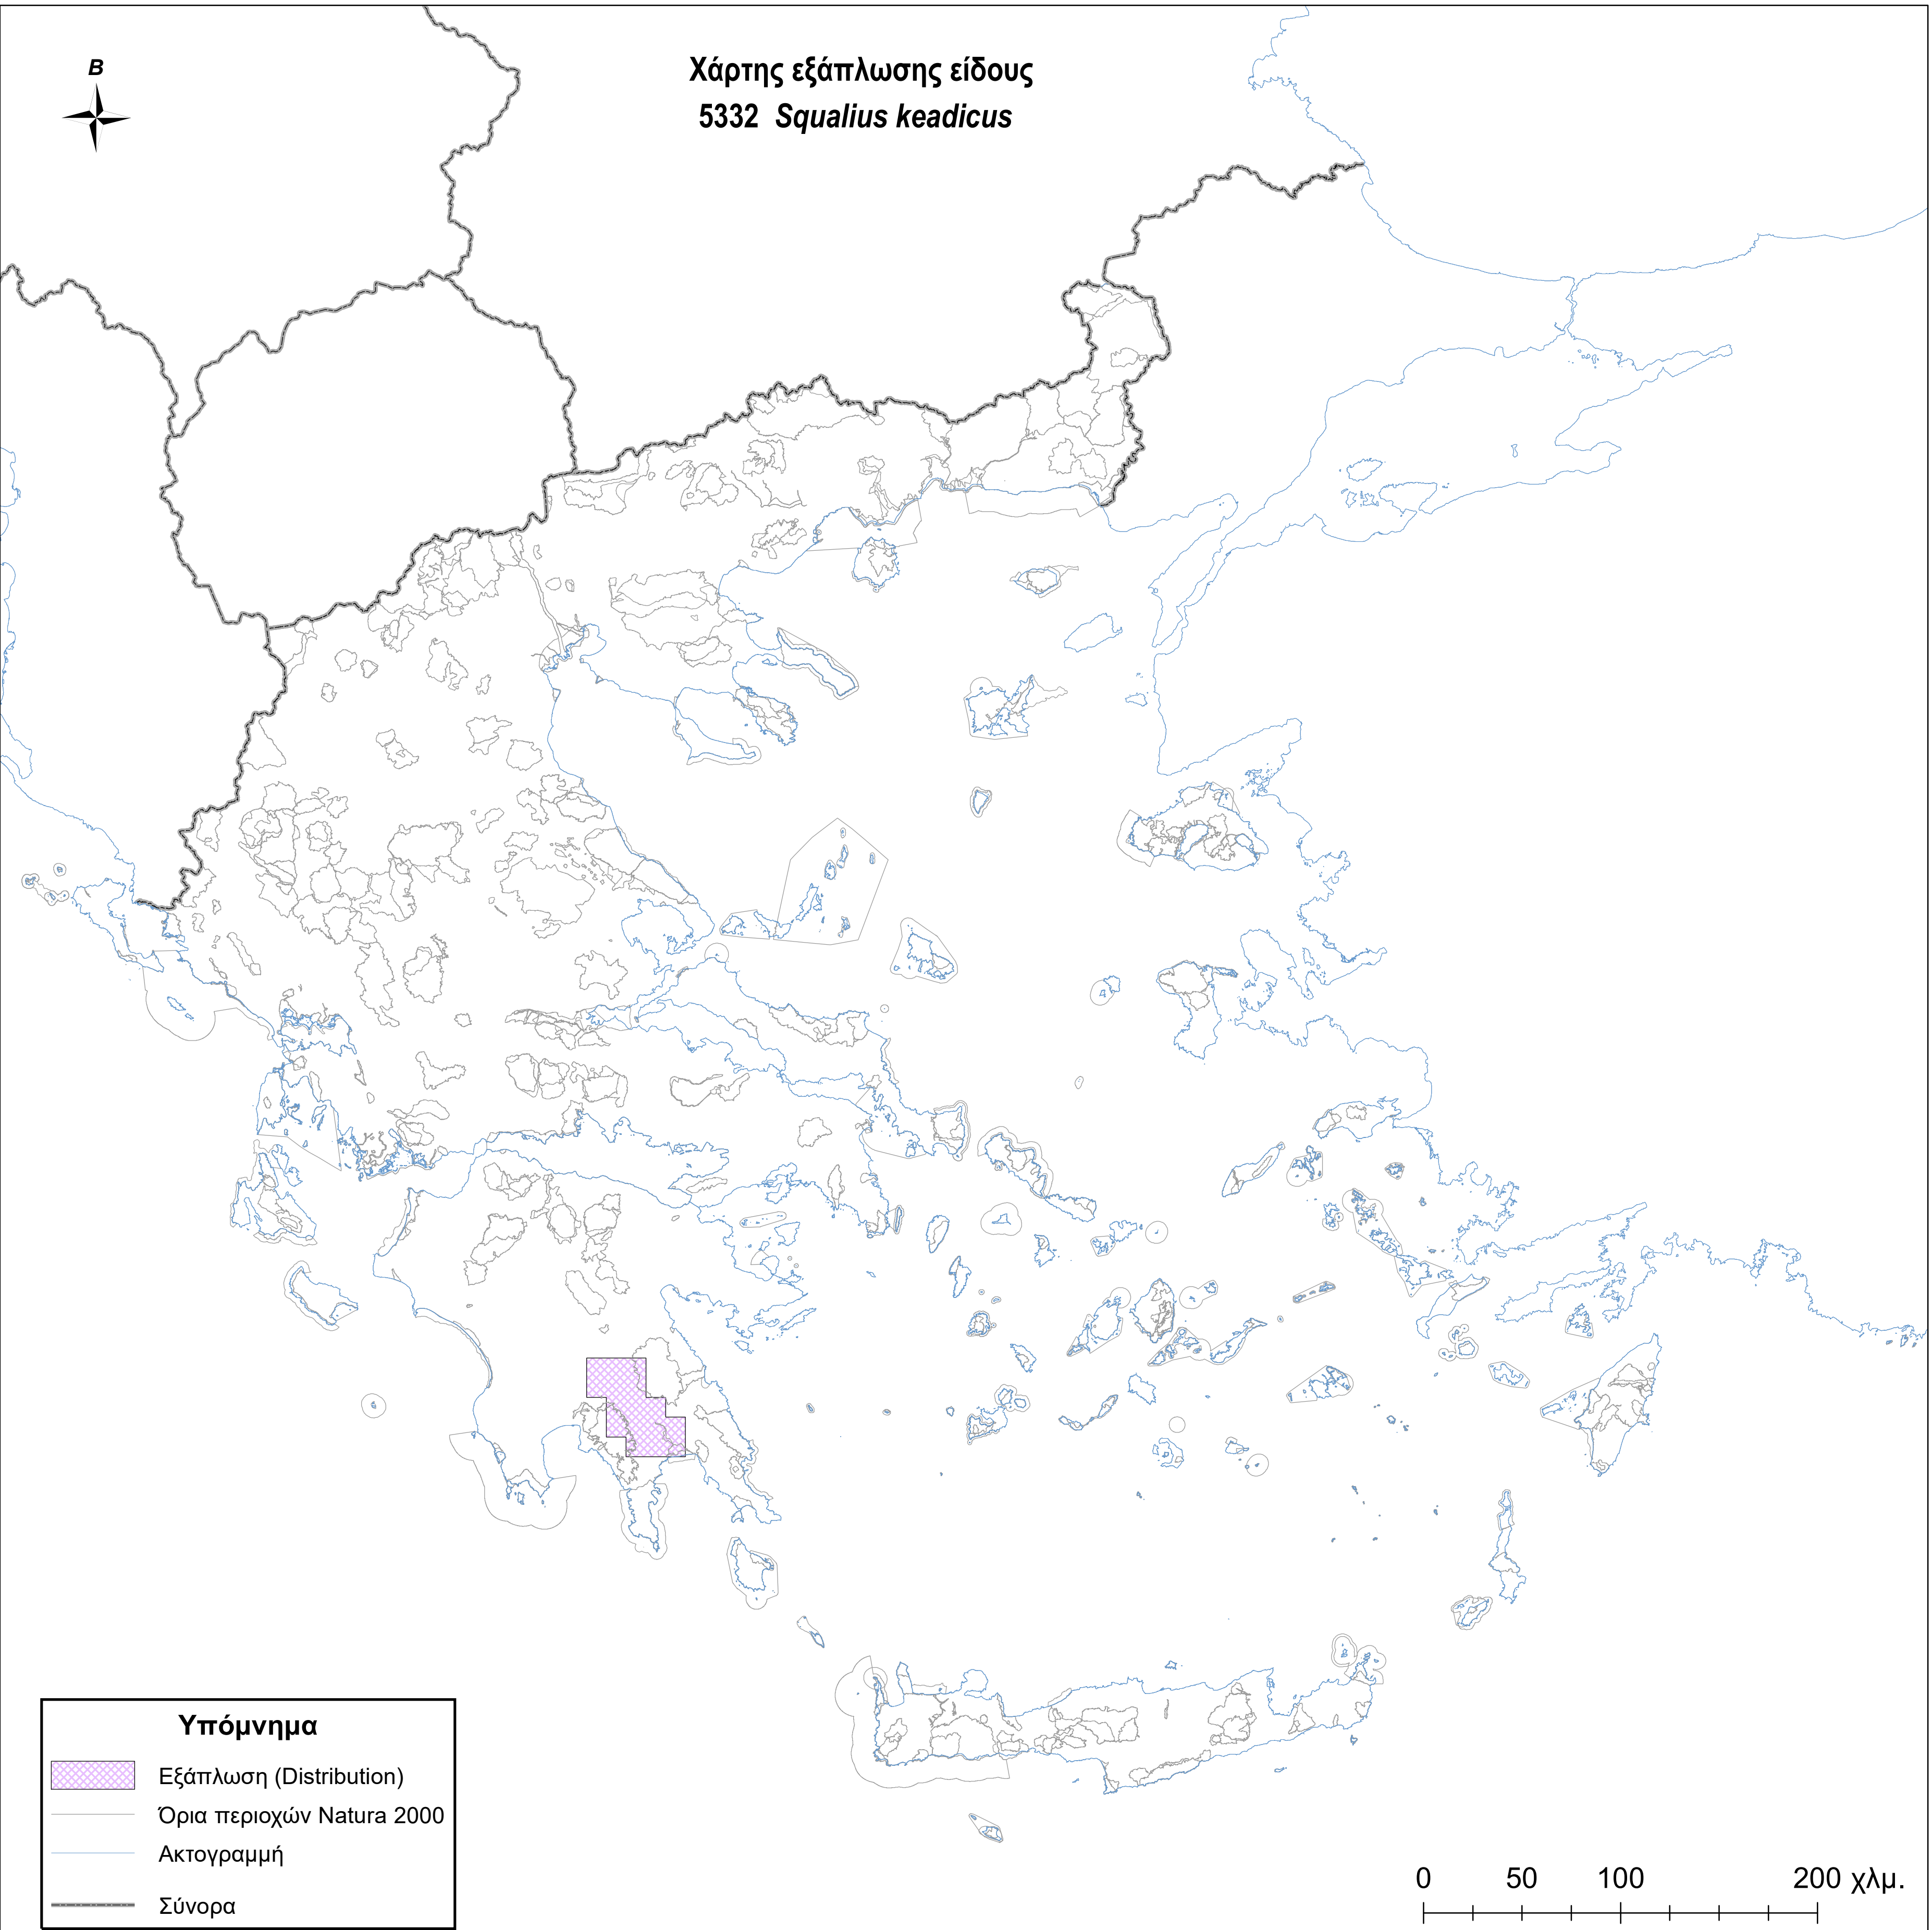 Χάρτης εξάπλωσης είδους
5332 Squalius keadicus
Β
Υπόμνημα
Εξάπλωση (Distribution)
Όρια περιοχών Natura 2000
Ακτογραμμή
Σύνορα
0 50 100 200 χλμ.